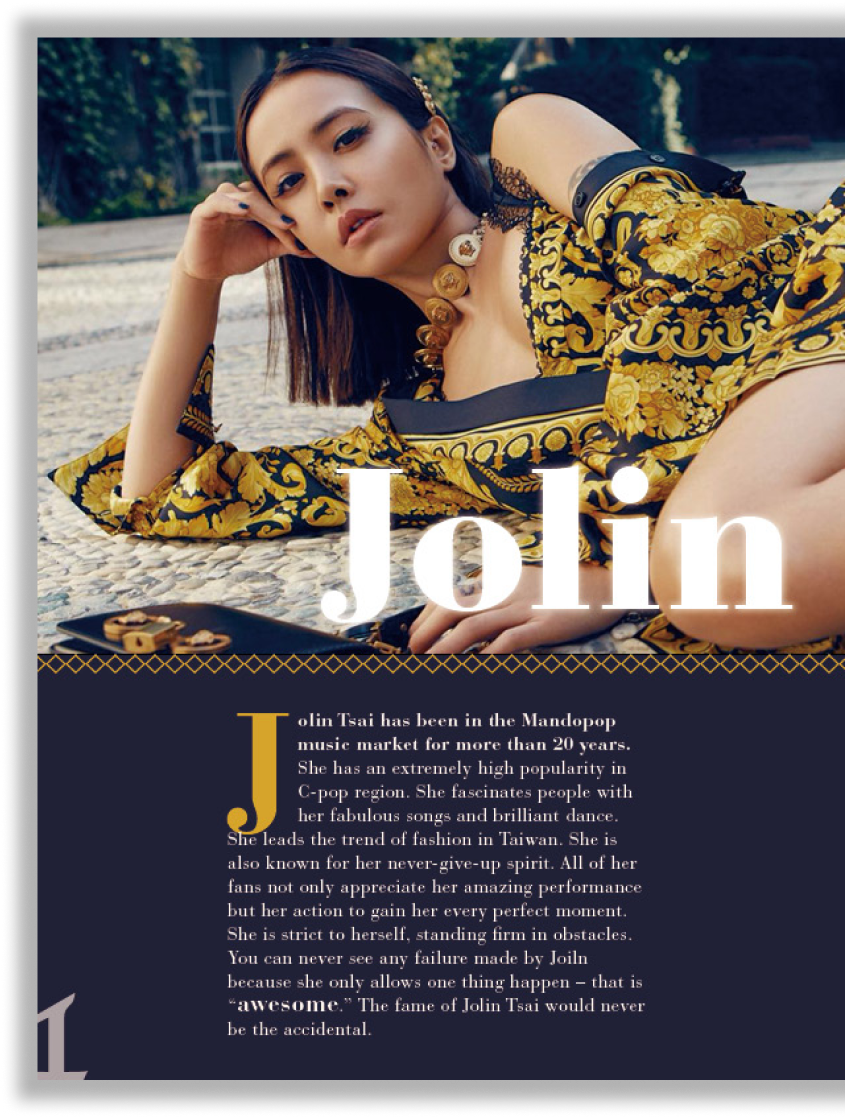 Jolin
Jolin Tsai has been in the Mandopop
music market for more than 20 years.
She has an extremely high popularity in
C-pop region. She fascinates people with
her fabulous songs and brilliant dance.
She leads the trend of fashion in Taiwan. She is
also known for her never-give-up spirit. All of her
fans not only appreciate her amazing performance
but her action to gain her every perfect moment.
She is strict to herself, standing firm in obstacles.
You can never see any failure made by Joiln
because she only allows one thing happen – that is
“awesome.” The fame of Jolin Tsai would never
be the accidental.
1